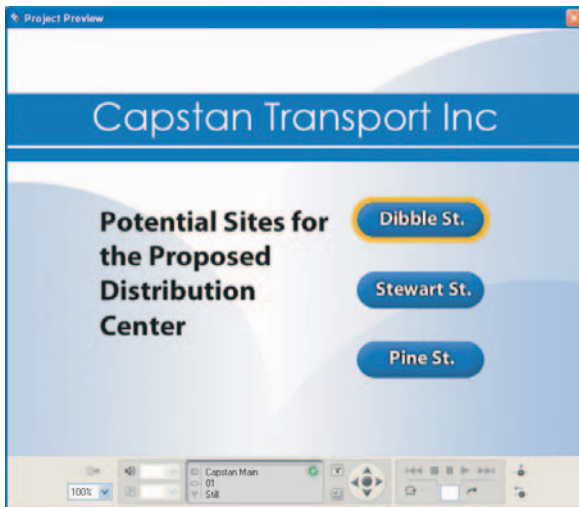 Project Preview
Capstan Transport Inc
Potential Sites for
the Proposed
Distribution
Center
Dibble St.
Stewart St.
Pine St.
100%
Capstan Main
01
Still